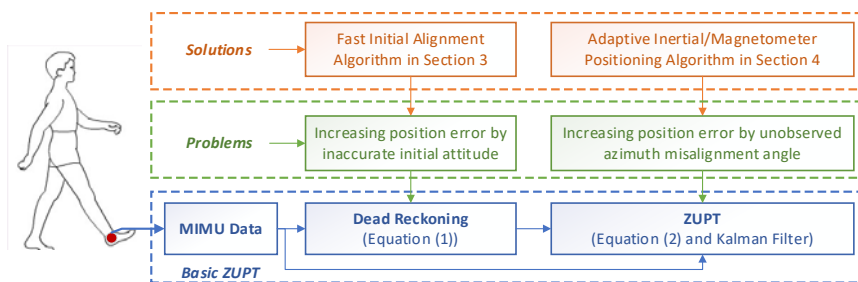 Solutions
Fast Initial Alignment
Algorithm in Section 3
Adaptive Inertial/Magnetometer
Positioning Algorithm in Section 4
Problems
Increasing position error by
inaccurate initial attitude
Increasing position error by unobserved
azimuth misalignment angle
MIMU Data
Dead Reckoning
(Equation (1))
ZUPT
(Equation (2) and Kalman Filter)
Basic ZUPT